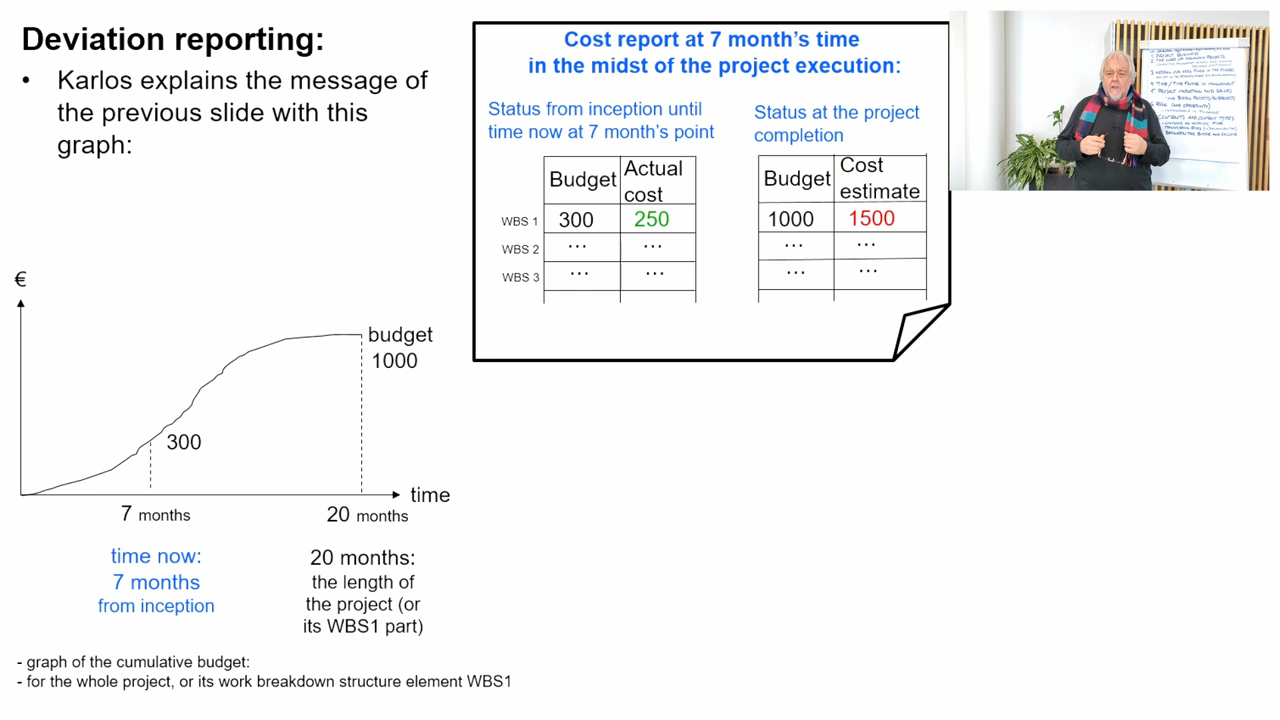 Deviation reporting:
• Karlos explains the message of
the previous slide with this
graph:
Cost report at 7 month's time
in the midst of the project execution:
Status from inception until
time now at 7 month's point
Status at the project
completion
Budget Actual
cost
WBS 1 300 250
WBS 2 ... ...
WBS 3 ... ...
Budget Cost
estimate
1000 1500
... ...
... ...
€
budget
1000
300
time
7 months
20 months
time now:
7 months
from inception
20 months:
the length of
the project (or
its WBS1 part)
- graph of the cumulative budget:
- for the whole project, or its work breakdown structure element WBS1